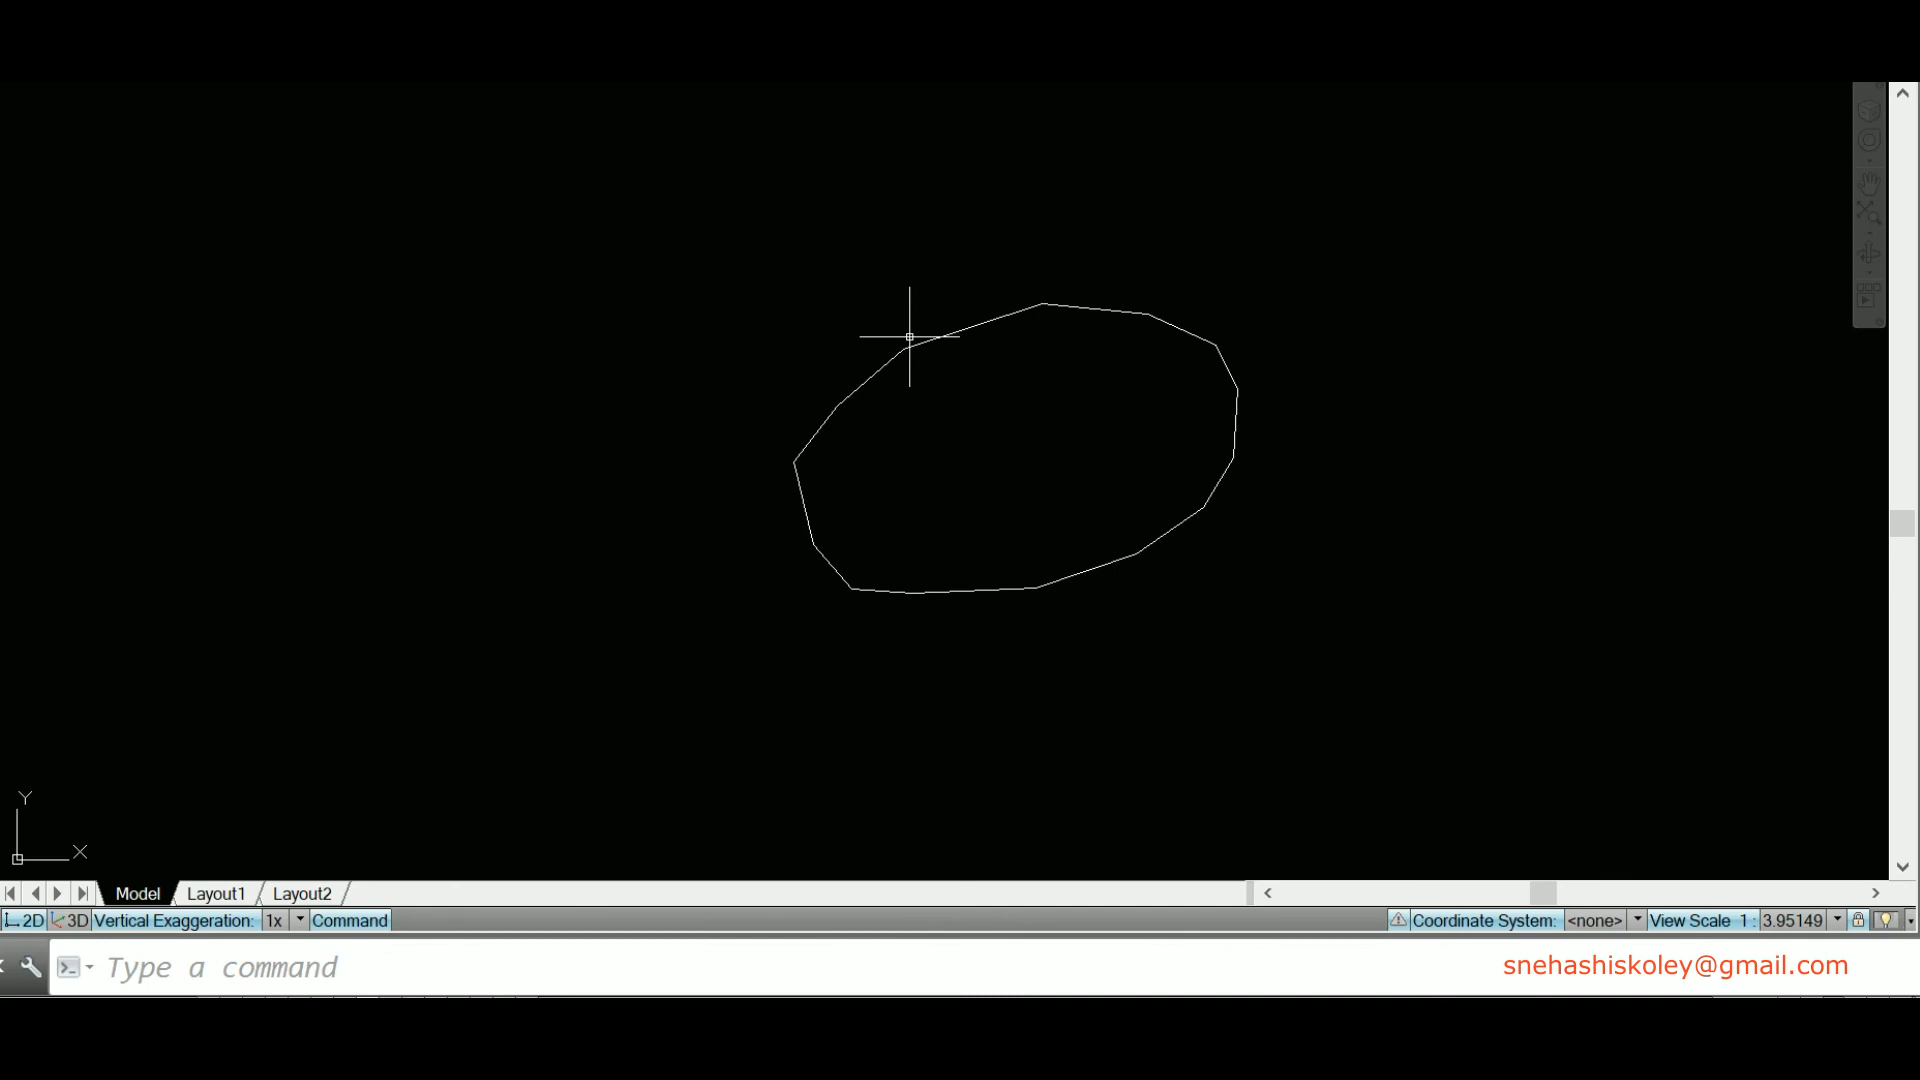 Y
X
Model Layout1 Layout2
2D 3D Vertical Exaggeration: 1x Command Coordinate System: <none> View Scale 1 : 3.95149
Type a command snehashiskoley@gmail.com